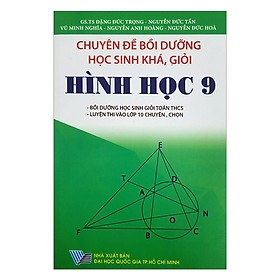 GS.TS ĐẶNG ĐỨC TRỌNG - NGUYỄN ĐỨC TẤN
VŨ MINH NGHĨA - NGUYỄN ANH HOÀNG - NGUYỄN ĐỨC HOÀ
CHUYÊN ĐỀ BỒI DƯỠNG
HỌC SINH KHÁ, GIỎI
HÌNH HỌC 9
- BỒI DƯỠNG HỌC SINH GIỎI TOÁN THCS
- LUYỆN THI VÀO LỚP 10 CHUYÊN, CHỌN
E
F
T
A
D
N
M
B
C
NHÀ XUẤT BẢN
ĐẠI HỌC QUỐC GIA TP HỒ CHÍ MINH